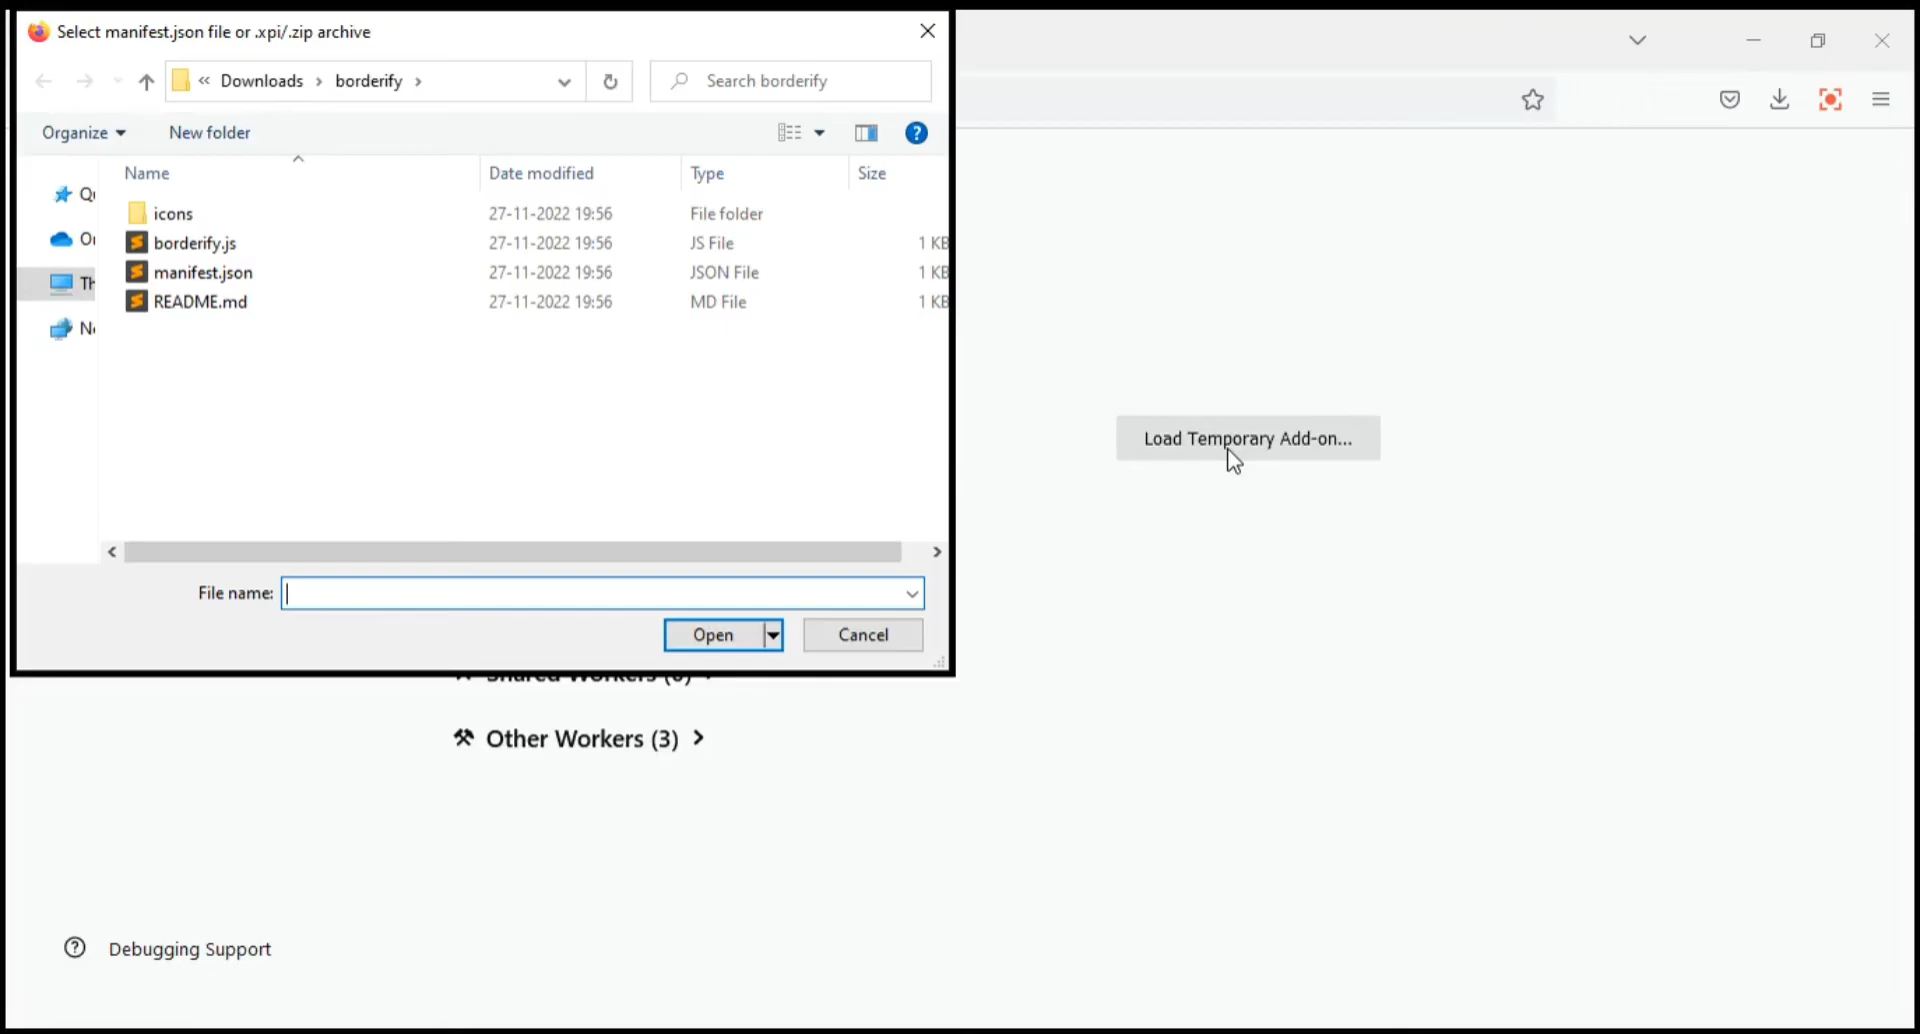 Select manifest.json file or .xpi/.zip archive
« Downloads › borderify ›
Search borderify
Organize
New folder
Name
Date modified
Type
Size
icons
27-11-2022 19:56
File folder
borderify.js
27-11-2022 19:56
JS File
1 KB
manifest.json
27-11-2022 19:56
JSON File
1 KB
README.md
27-11-2022 19:56
MD File
1 KB
File name:
Open
Cancel
Load Temporary Add-on...
Shared Workers
Other Workers (3)
Debugging Support